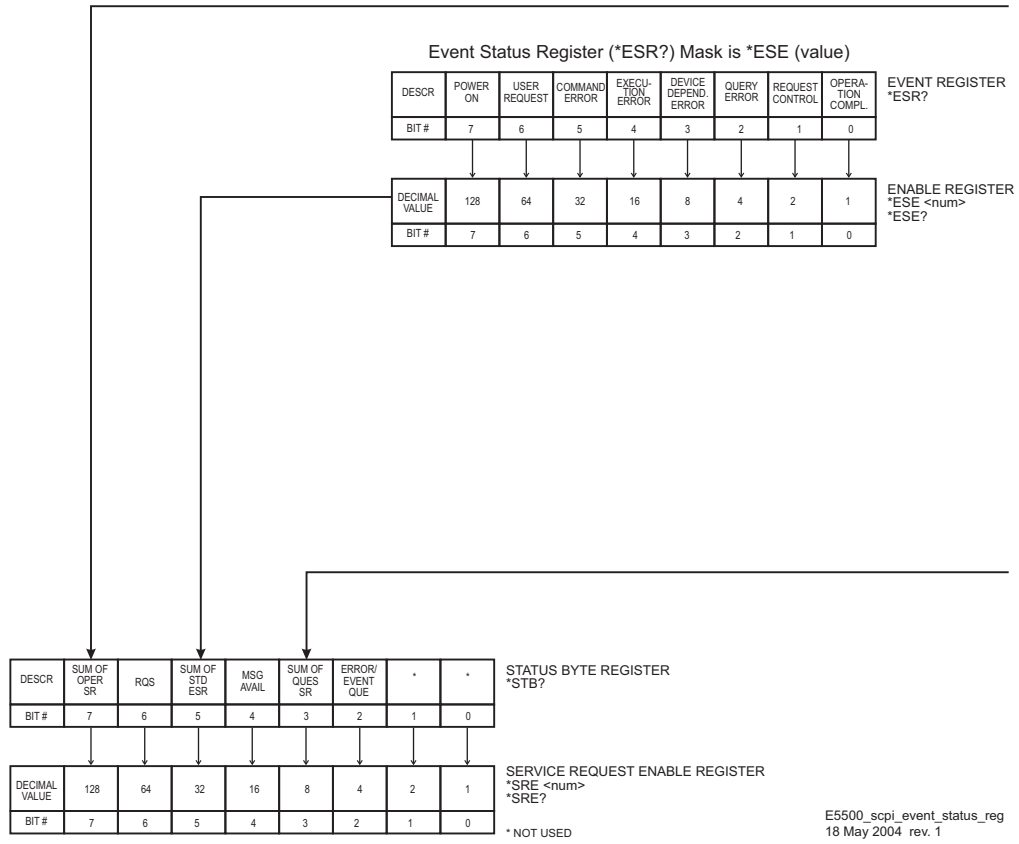 Event Status Register (*ESR?) Mask is *ESE (value)
DESCR POWER ON USER REQUEST COMMAND ERROR EXECU-TION ERROR DEVICE DEPEND. ERROR QUERY ERROR REQUEST CONTROL OPERA-TION COMPL.
EVENT REGISTER
*ESR?
BIT # 7 6 5 4 3 2 1 0
DECIMAL VALUE 128 64 32 16 8 4 2 1
ENABLE REGISTER
*ESE <num>
*ESE?
BIT # 7 6 5 4 3 2 1 0
DESCR SUM OF OPER SR RQS SUM OF STD ESR MSG AVAIL SUM OF QUES SR ERROR/ EVENT QUE * *
STATUS BYTE REGISTER
*STB?
BIT # 7 6 5 4 3 2 1 0
DECIMAL VALUE 128 64 32 16 8 4 2 1
SERVICE REQUEST ENABLE REGISTER
*SRE <num>
*SRE?
BIT # 7 6 5 4 3 2 1 0
* NOT USED
E5500_scpi_event_status_reg
18 May 2004 rev. 1